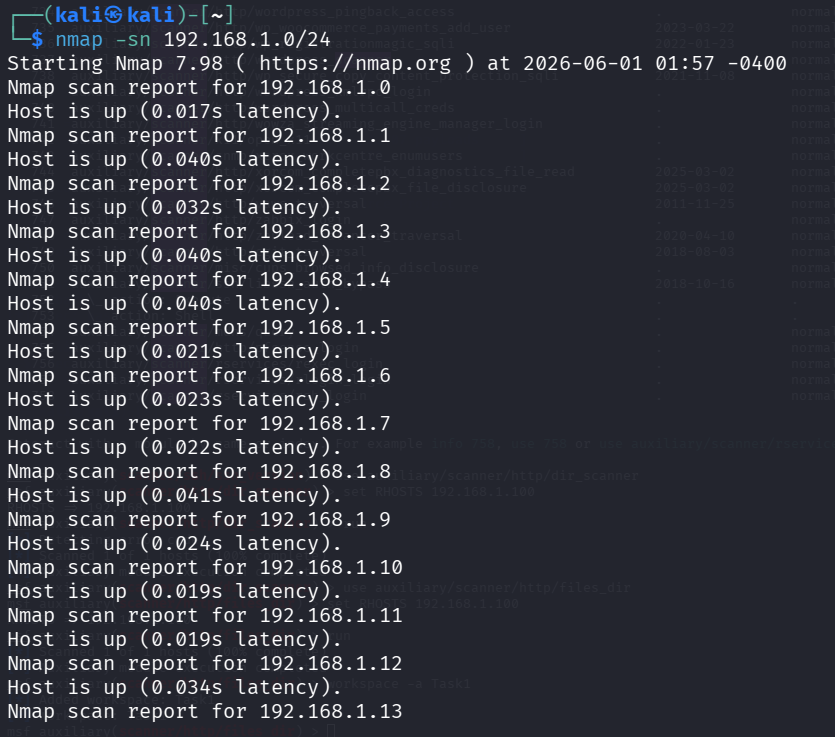 ┌──(kali㉿kali)-[~]
└─$ nmap -sn 192.168.1.0/24
Starting Nmap 7.98 ( https://nmap.org ) at 2026-06-01 01:57 -0400
Nmap scan report for 192.168.1.0
Host is up (0.017s latency).
Nmap scan report for 192.168.1.1
Host is up (0.040s latency).
Nmap scan report for 192.168.1.2
Host is up (0.032s latency).
Nmap scan report for 192.168.1.3
Host is up (0.040s latency).
Nmap scan report for 192.168.1.4
Host is up (0.040s latency).
Nmap scan report for 192.168.1.5
Host is up (0.021s latency).
Nmap scan report for 192.168.1.6
Host is up (0.023s latency).
Nmap scan report for 192.168.1.7
Host is up (0.022s latency).
Nmap scan report for 192.168.1.8
Host is up (0.041s latency).
Nmap scan report for 192.168.1.9
Host is up (0.024s latency).
Nmap scan report for 192.168.1.10
Host is up (0.019s latency).
Nmap scan report for 192.168.1.11
Host is up (0.019s latency).
Nmap scan report for 192.168.1.12
Host is up (0.034s latency).
Nmap scan report for 192.168.1.13